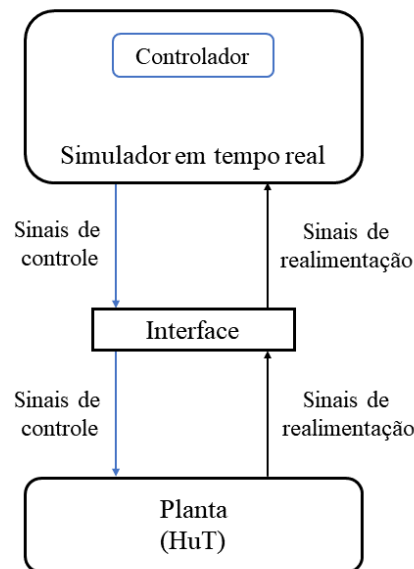 Controlador
Simulador em tempo real
Sinais de
controle
Sinais de
realimentação
Interface
Sinais de
controle
Sinais de
realimentação
Planta
(HuT)